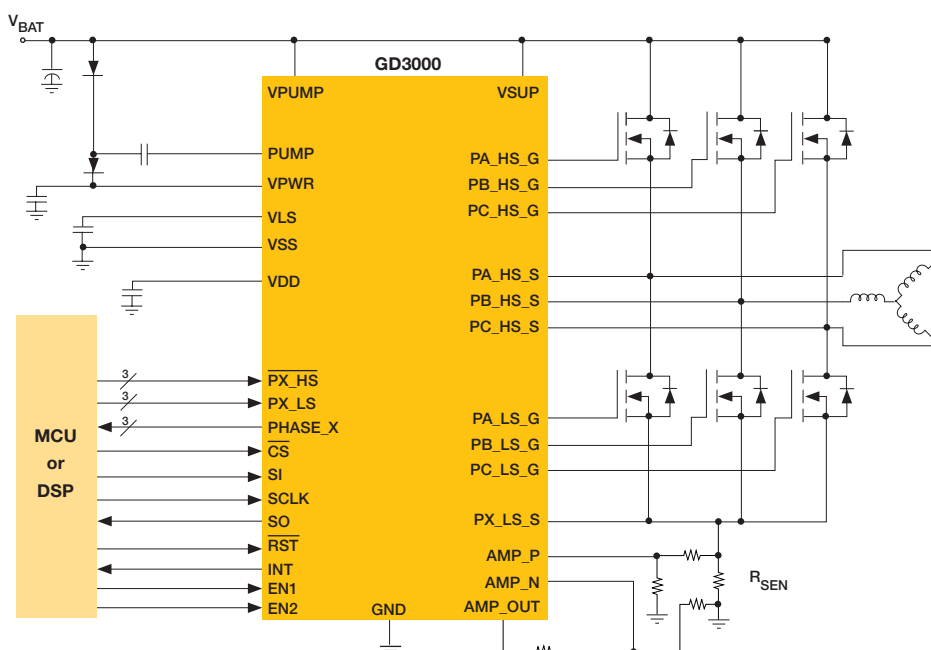 VBAT
GD3000
VPUMP
VSUP
PUMP
VPWR
VLS
VSS
VDD
PA_HS_G
PB_HS_G
PC_HS_G
PA_HS_S
PB_HS_S
PC_HS_S
MCU
or
DSP
3
3
3
PX_HS
PX_LS
PHASE_X
CS
SI
SCLK
SO
RST
INT
EN1
EN2
GND
PA_LS_G
PB_LS_G
PC_LS_G
PX_LS_S
AMP_P
AMP_N
AMP_OUT
RSEN